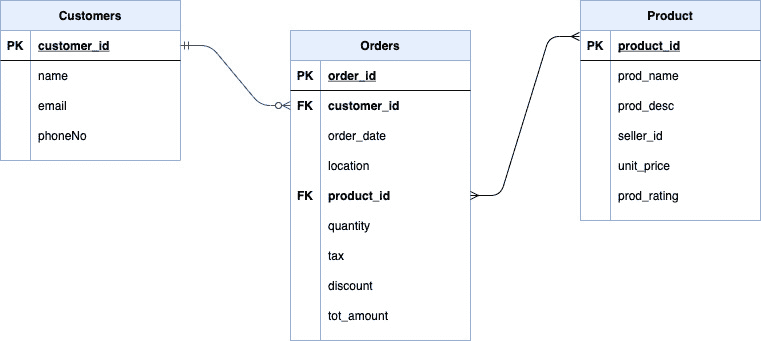 Customers
PK customer_id
name
email
phoneNo
Orders
PK order_id
FK customer_id
order_date
location
FK product_id
quantity
tax
discount
tot_amount
Product
PK product_id
prod_name
prod_desc
seller_id
unit_price
prod_rating